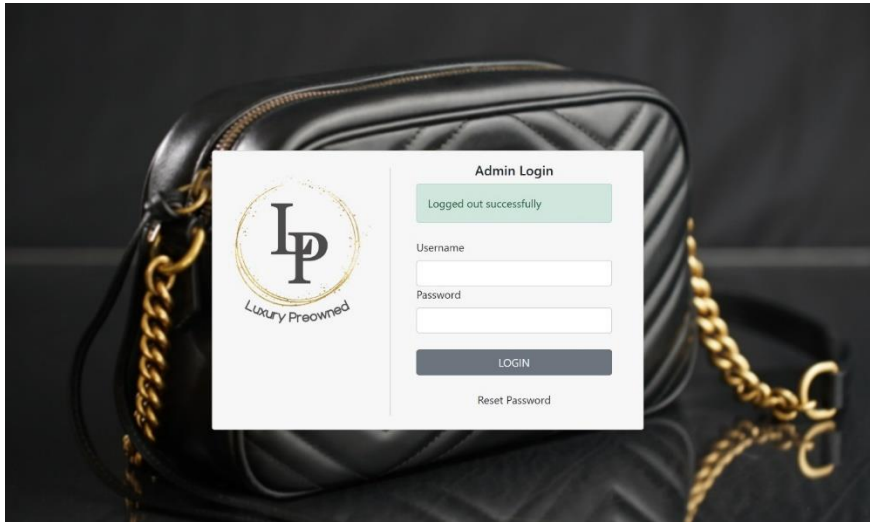 LP
Luxury Preowned
Admin Login
Logged out successfully
Username
Password
LOGIN
Reset Password